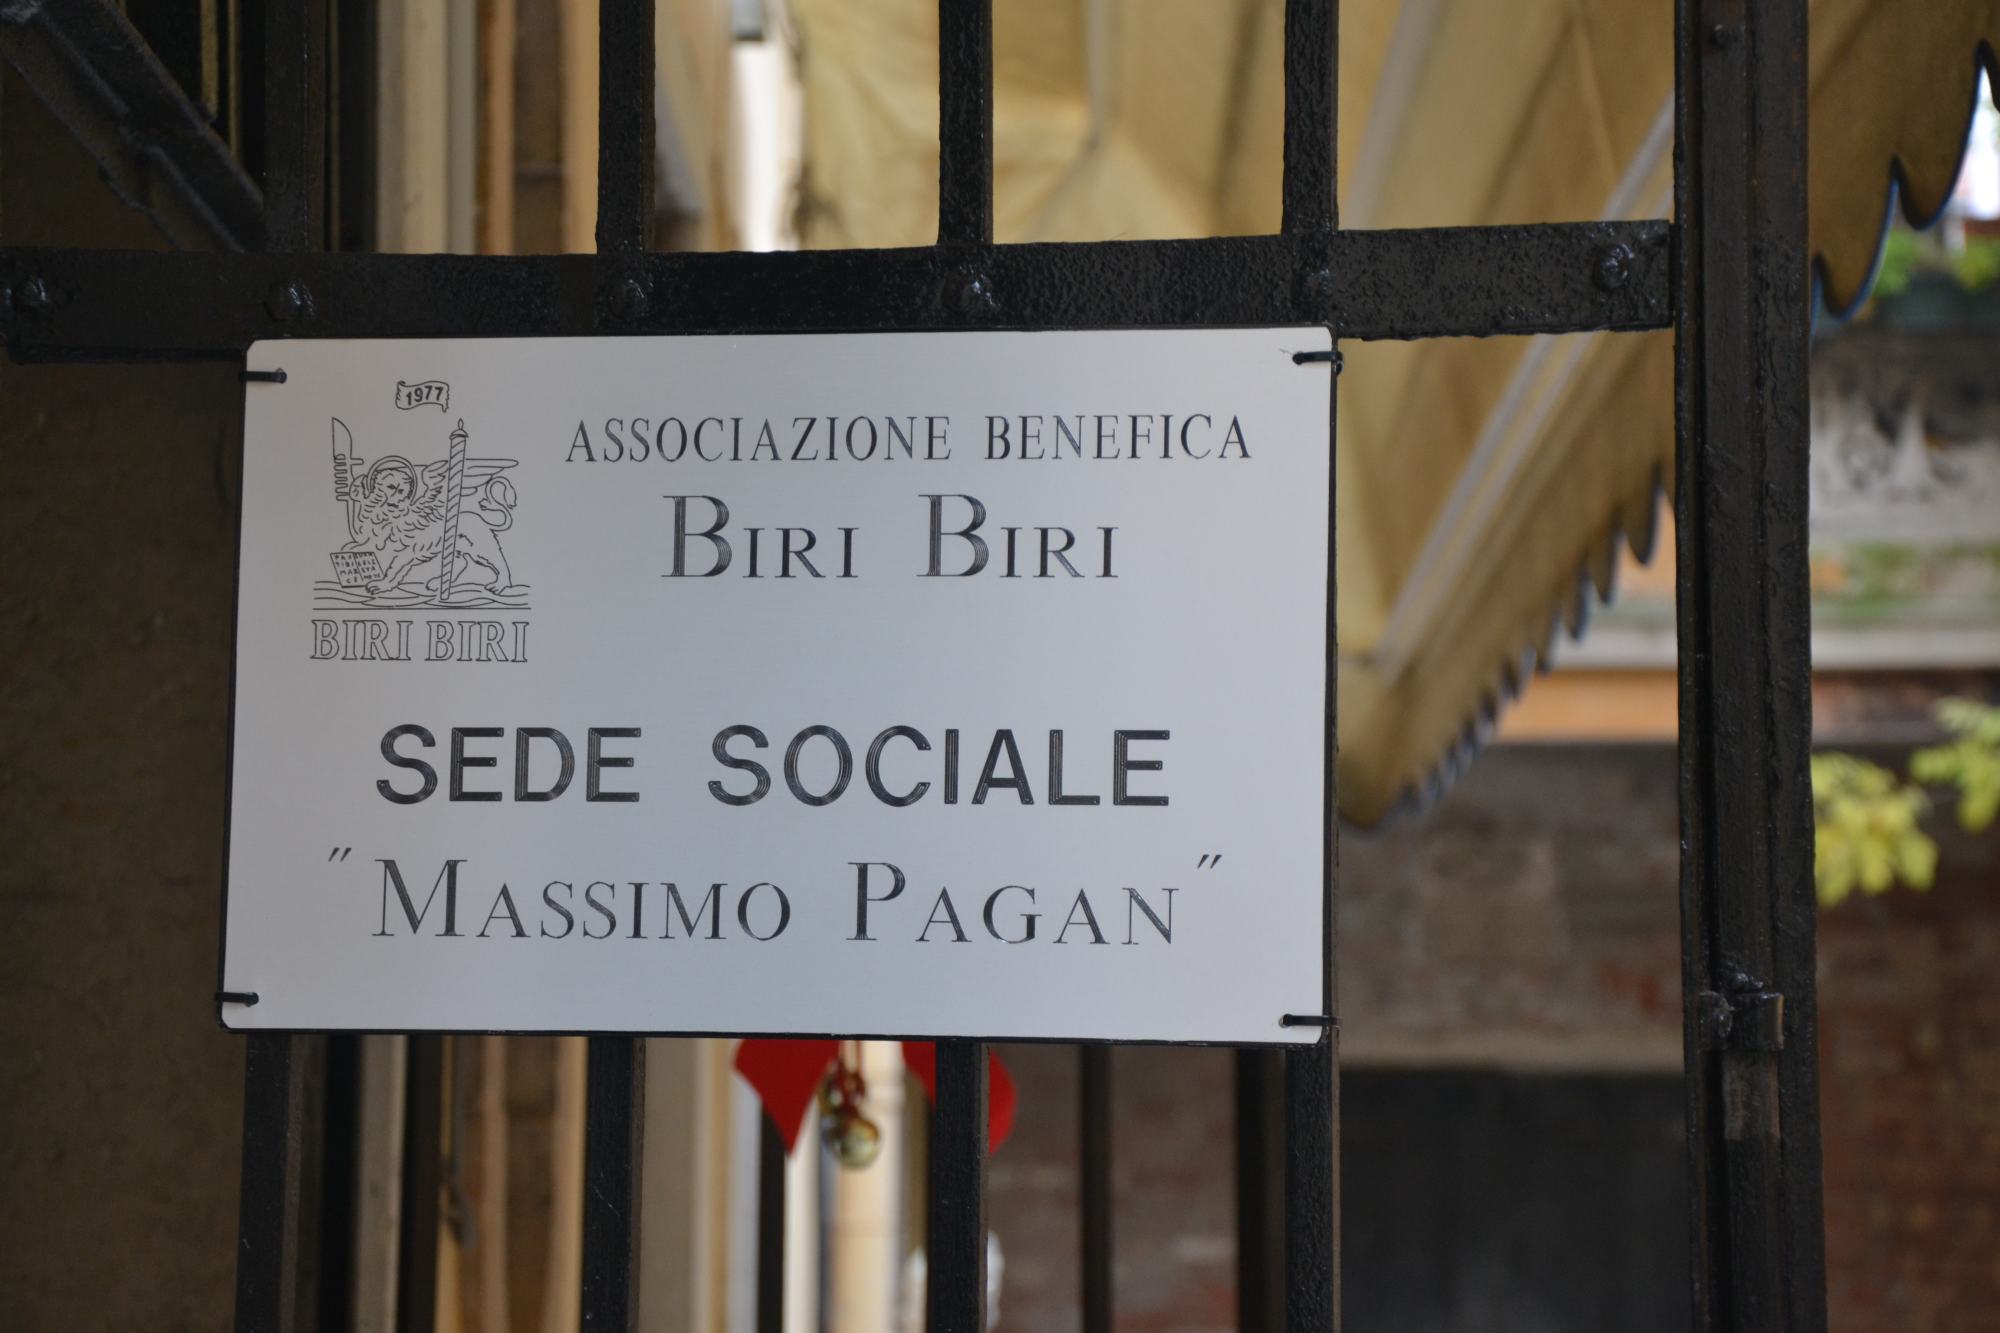 1977
BIRI BIRI
ASSOCIAZIONE BENEFICA
BIRI BIRI
SEDE SOCIALE
"MASSIMO PAGAN"